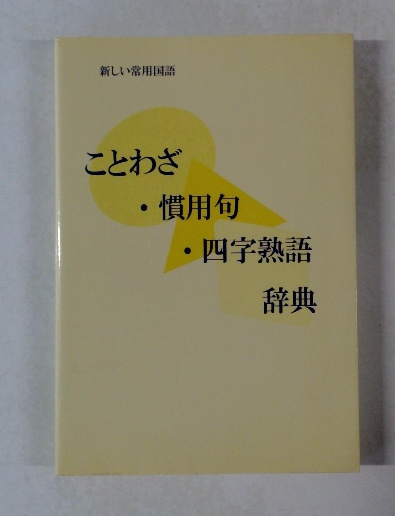 新しい常用国語
ことわざ
・慣用句
・四字熟語
辞典